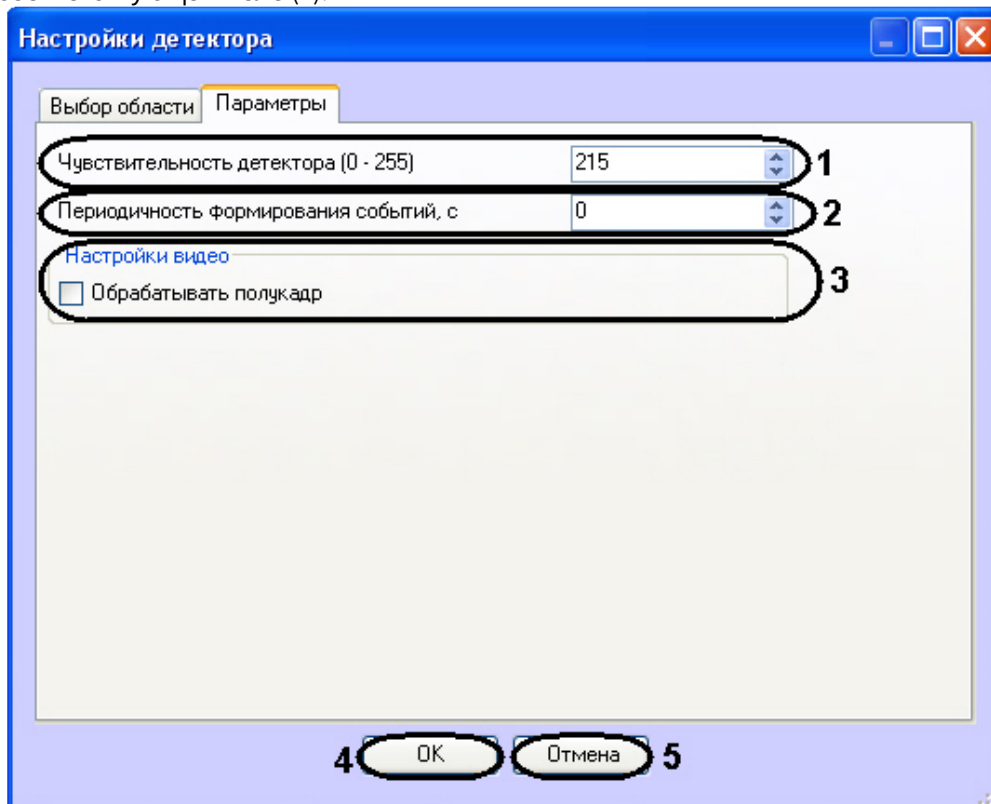 Настройки детектора
Выбор области Параметры
Чувствительность детектора (0 - 255) 215 1
Периодичность формирования событий, с 0 2
Настройки видео
Обрабатывать полукадр 3
4 OK Отмена 5